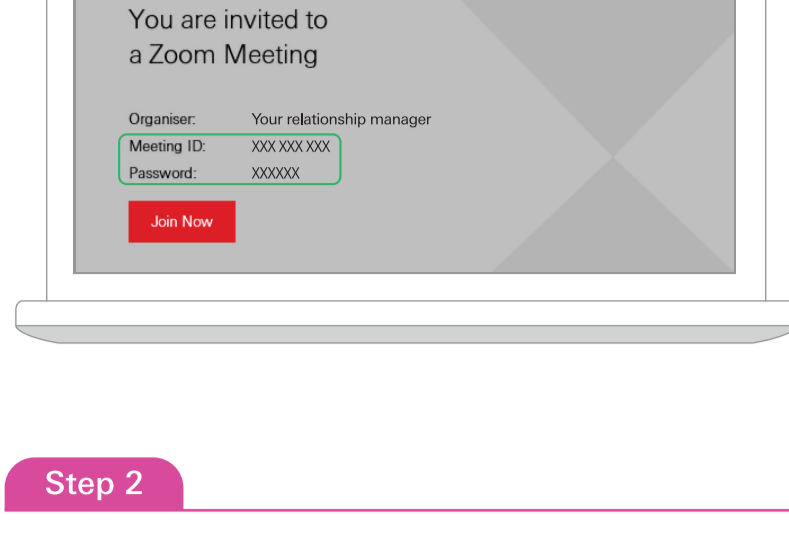 You are invited to
a Zoom Meeting
Organiser: Your relationship manager
Meeting ID: XXX XXX XXX
Password: XXXXXX
Join Now
Step 2